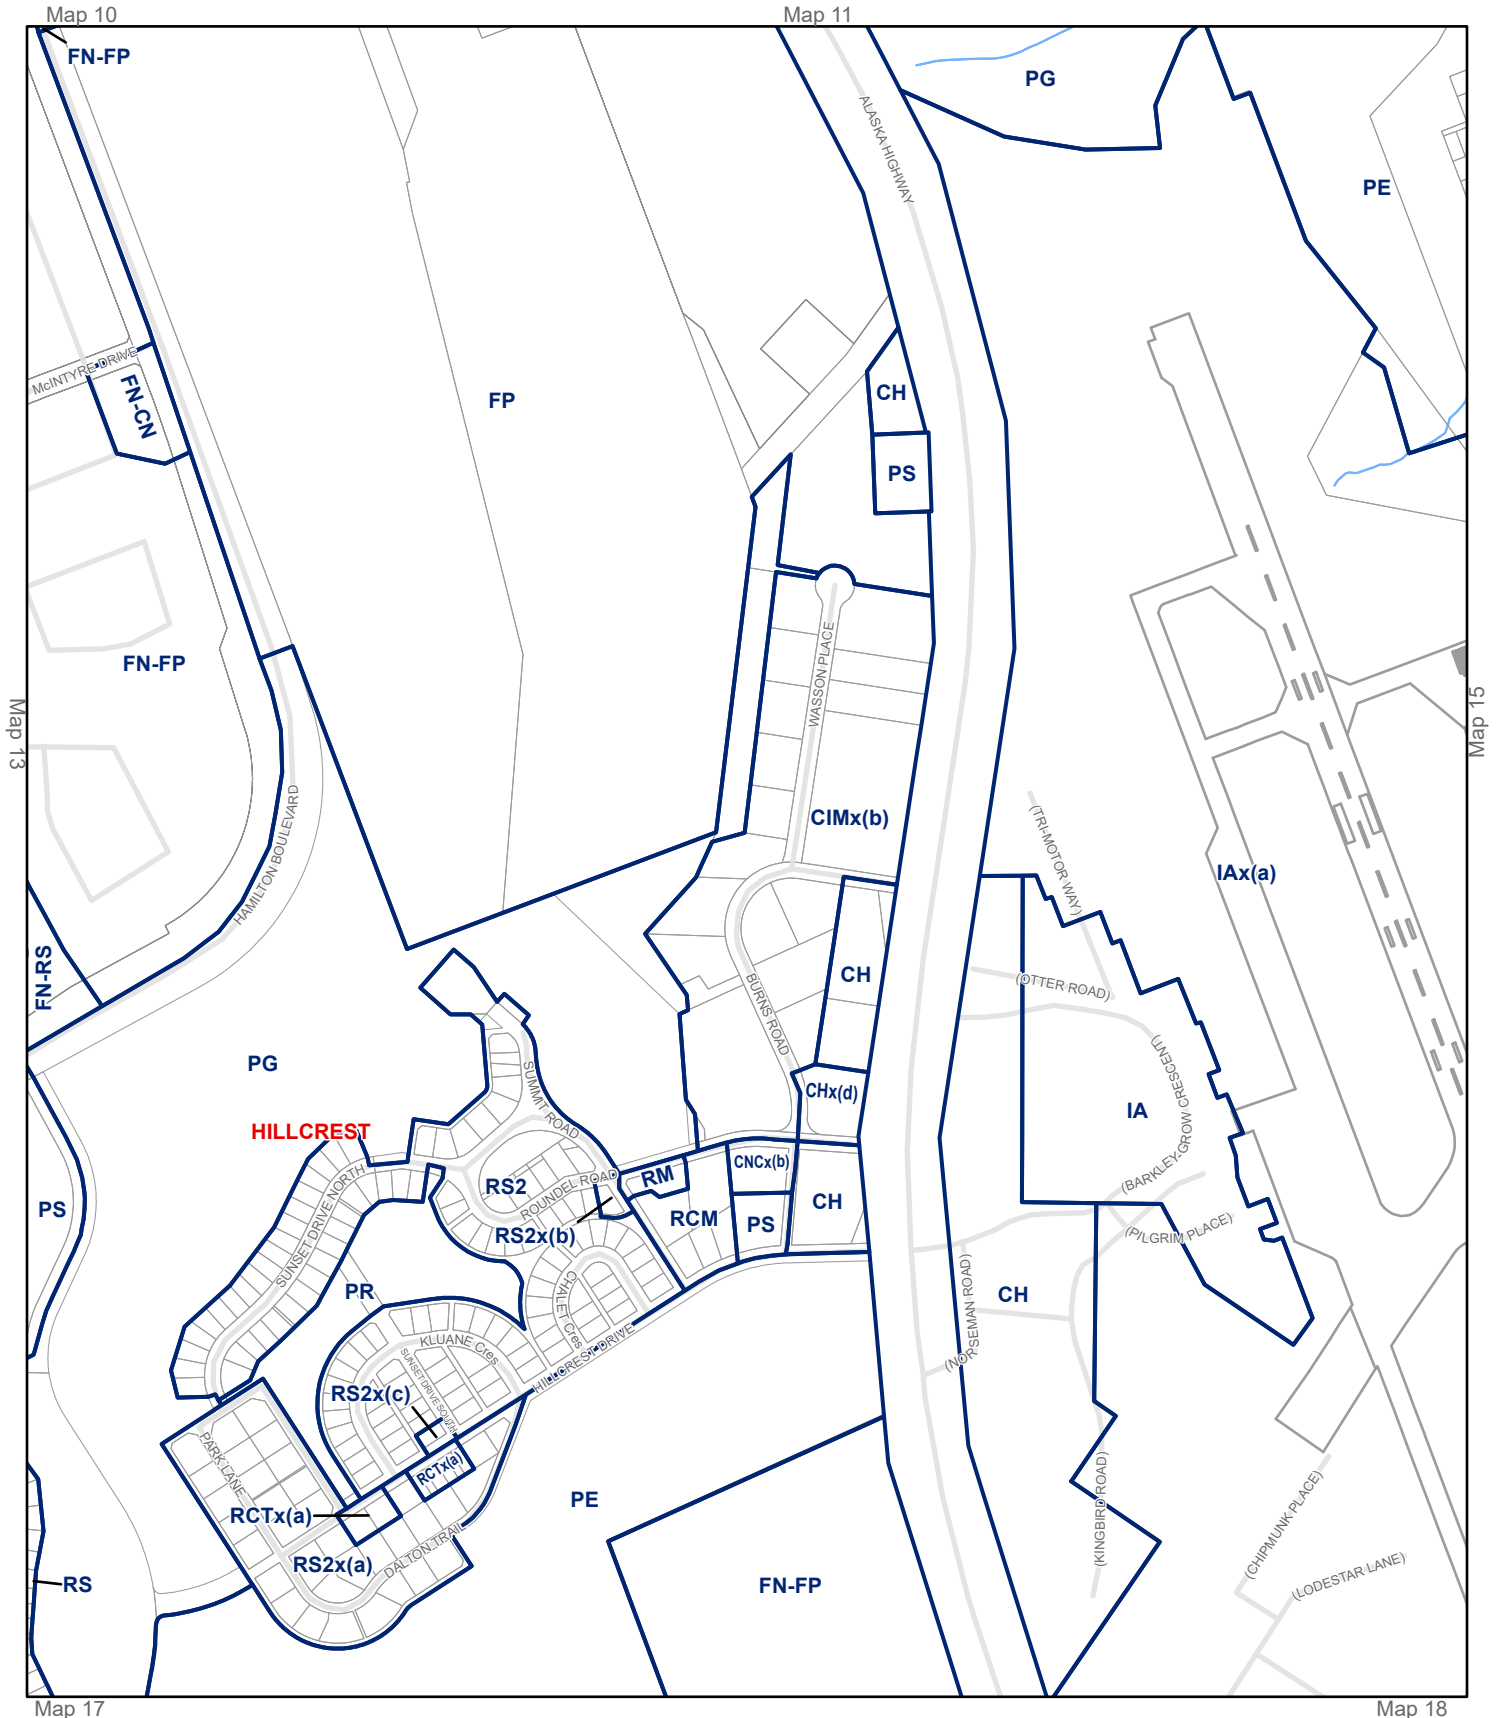 Map 10
Map 11
FN-FP
PG
ALASKA HIGHWAY
PE
McINTYRE DRIVE
FN-CN
FP
CH
PS
FN-FP
WASSON PLACE
Map 13
Map 15
HAMILTON BOULEVARD
CIMx(b)
(TRI-MOTOR WAY)
IAx(a)
FN-RS
CH
BURNS ROAD
(OTTER ROAD)
PG
SUMMIT ROAD
CHx(d)
(BARKLEY-GROW CRESCENT)
IA
HILLCREST
CNCx(b)
RM
RS2
ROUNDEL ROAD
SUNSET DRIVE NORTH
PS
RCM
PS
CH
RS2x(b)
(PILGRIM PLACE)
PR
CHALET Cres
CH
(NORSEMAN ROAD)
KLUANE Cres
HILLCREST DRIVE
SUNSET DRIVE SOUTH
RS2x(c)
PARK LANE
RCTx(a)
RCTx(a)
PE
(KINGBIRD ROAD)
(CHIPMUNK PLACE)
RS2x(a)
DALTON TRAIL
RS
FN-FP
(LODESTAR LANE)
Map 17
Map 18